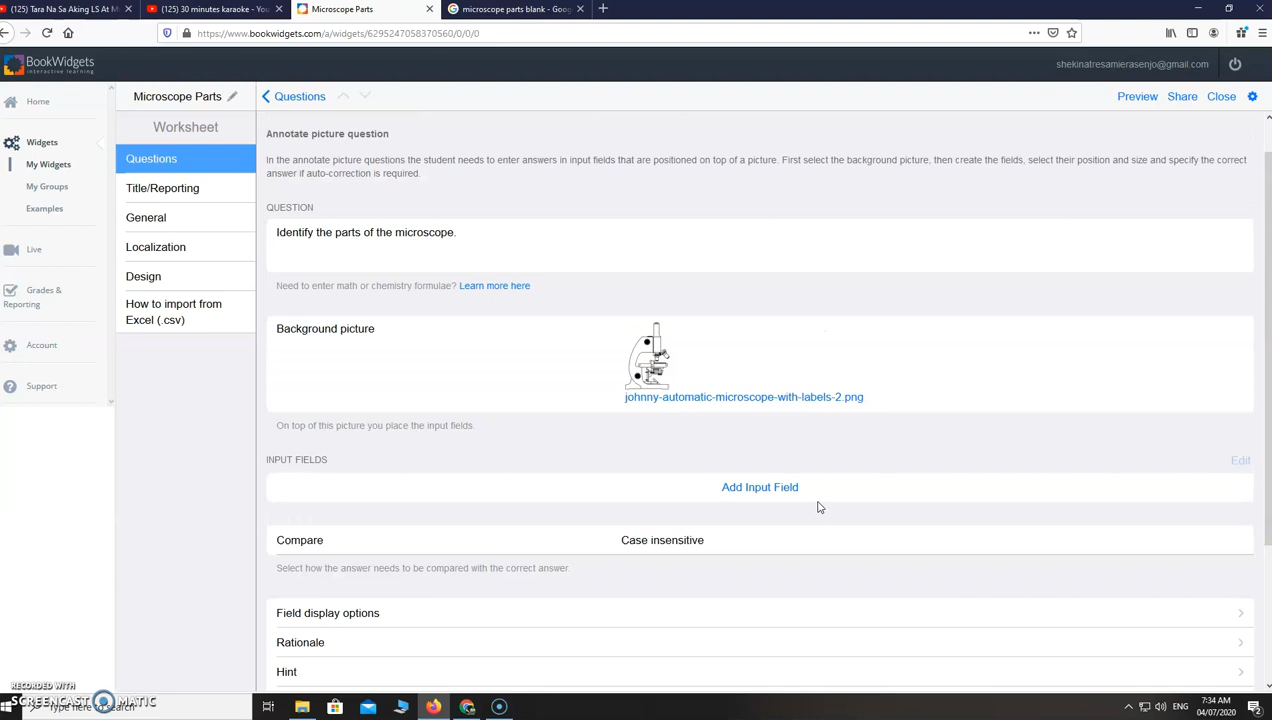 (125) Tara Na Sa Aking LS At M
(125) 30 minutes karaoke - You
Microscope Parts
microscope parts blank - Goog
https://www.bookwidgets.com/a/widgets/6295247058370560/0/0/0
BookWidgets
interactive learning
shekinatresamierasenjo@gmail.com
Home
Widgets
My Widgets
My Groups
Examples
Live
Grades &
Reporting
Account
Support
Microscope Parts
Worksheet
Questions
Title/Reporting
General
Localization
Design
How to import from
Excel (.csv)
Questions
Preview
Share
Close
Annotate picture question
In the annotate picture questions the student needs to enter answers in input fields that are positioned on top of a picture. First select the background picture, then create the fields, select their position and size and specify the correct
answer if auto-correction is required.
QUESTION
Identify the parts of the microscope.
Need to enter math or chemistry formulae? Learn more here
Background picture
johnny-automatic-microscope-with-labels-2.png
On top of this picture you place the input fields.
INPUT FIELDS
Edit
Add Input Field
Compare
Case insensitive
Select how the answer needs to be compared with the correct answer.
Field display options
Rationale
Hint
RECORDED WITH
SCREENCAST MATIC
Type here to search
7:34 AM
04/07/2020
2